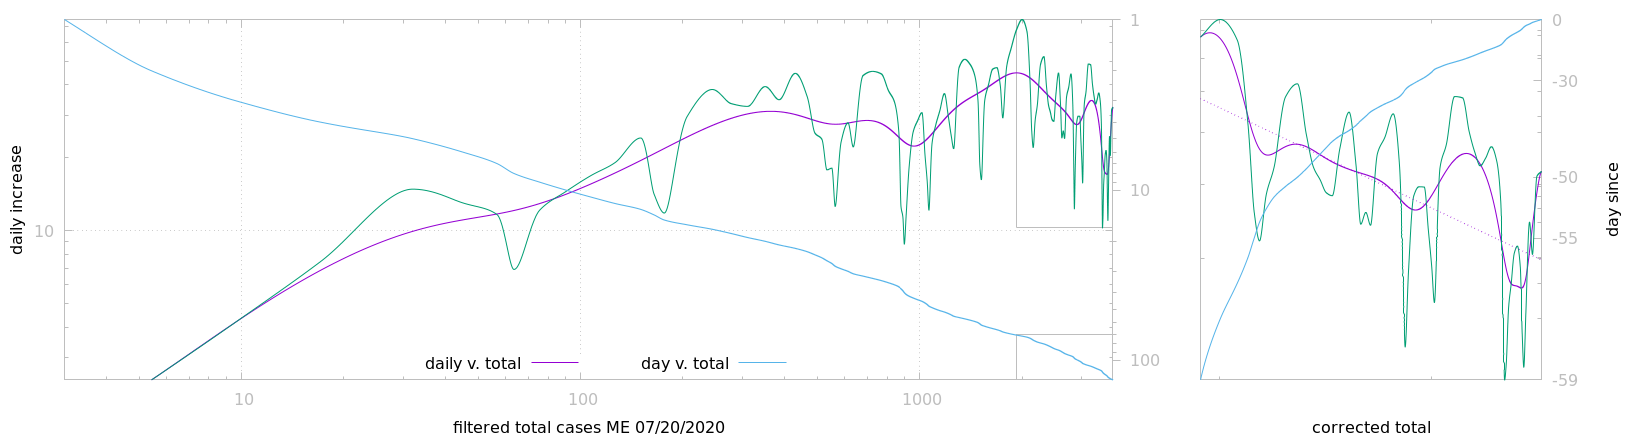 daily increase
10
daily v. total
day v. total
10
100
1000
filtered total cases ME 07/20/2020
1
10
100
day since
0
-30
-50
-55
-59
corrected total